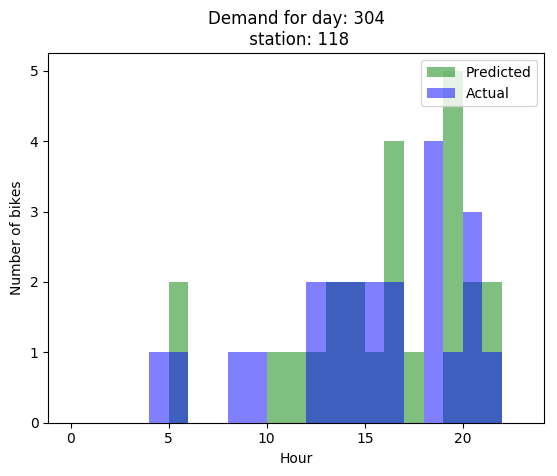 Demand for day: 304
station: 118
Predicted
Actual
5
4
3
2
1
0
Number of bikes
0 5 10 15 20
Hour